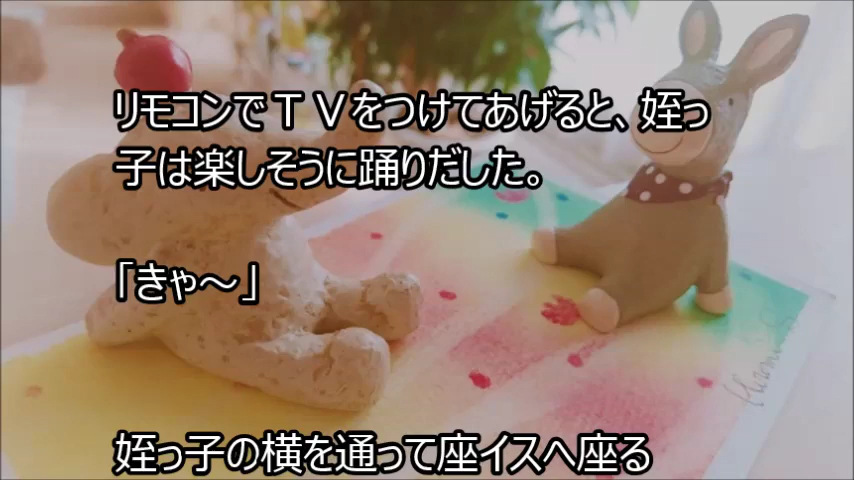 リモコンでＴＶをつけてあげると、姪っ
子は楽しそうに踊りだした。
「きゃ～」
姪っ子の横を通って座イスへ座る